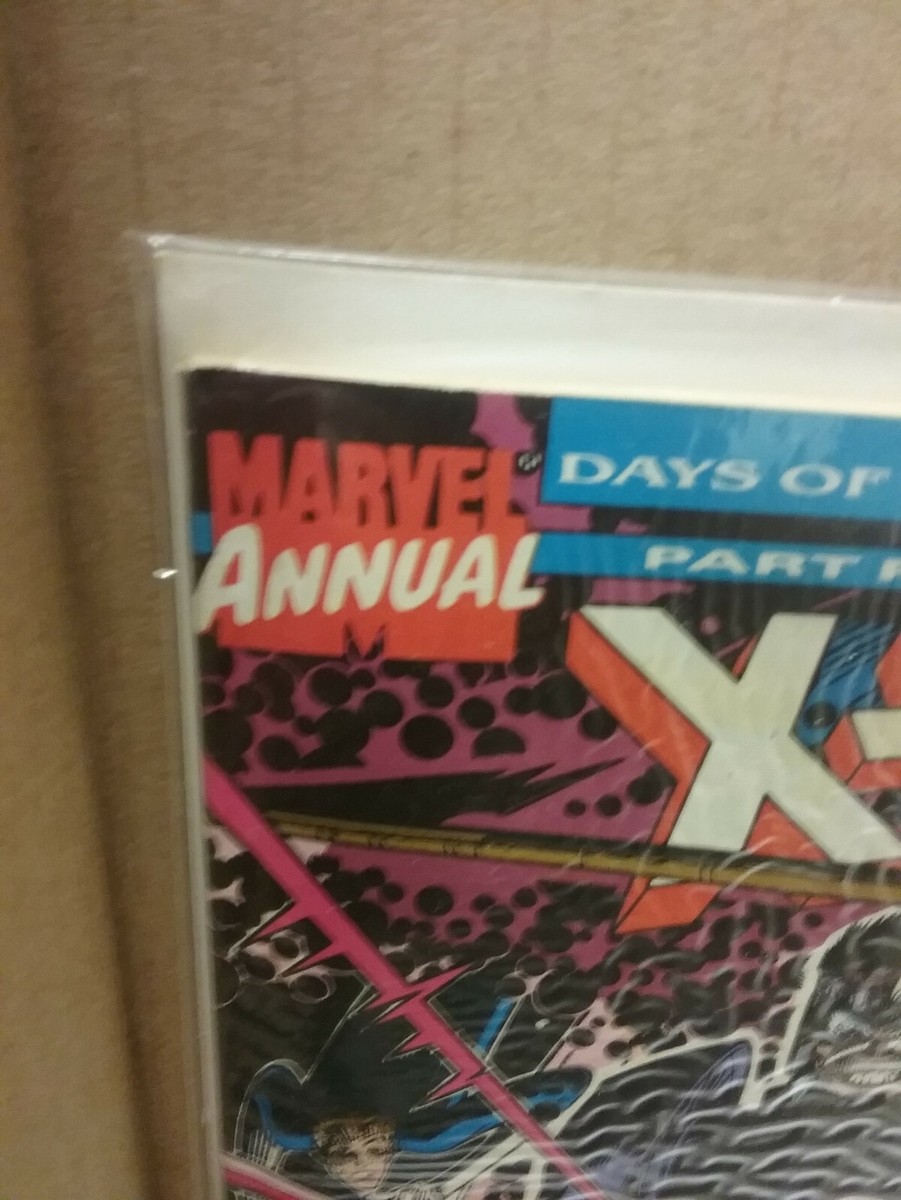 MARVEL
ANNUAL
DAYS OF
PART
X-